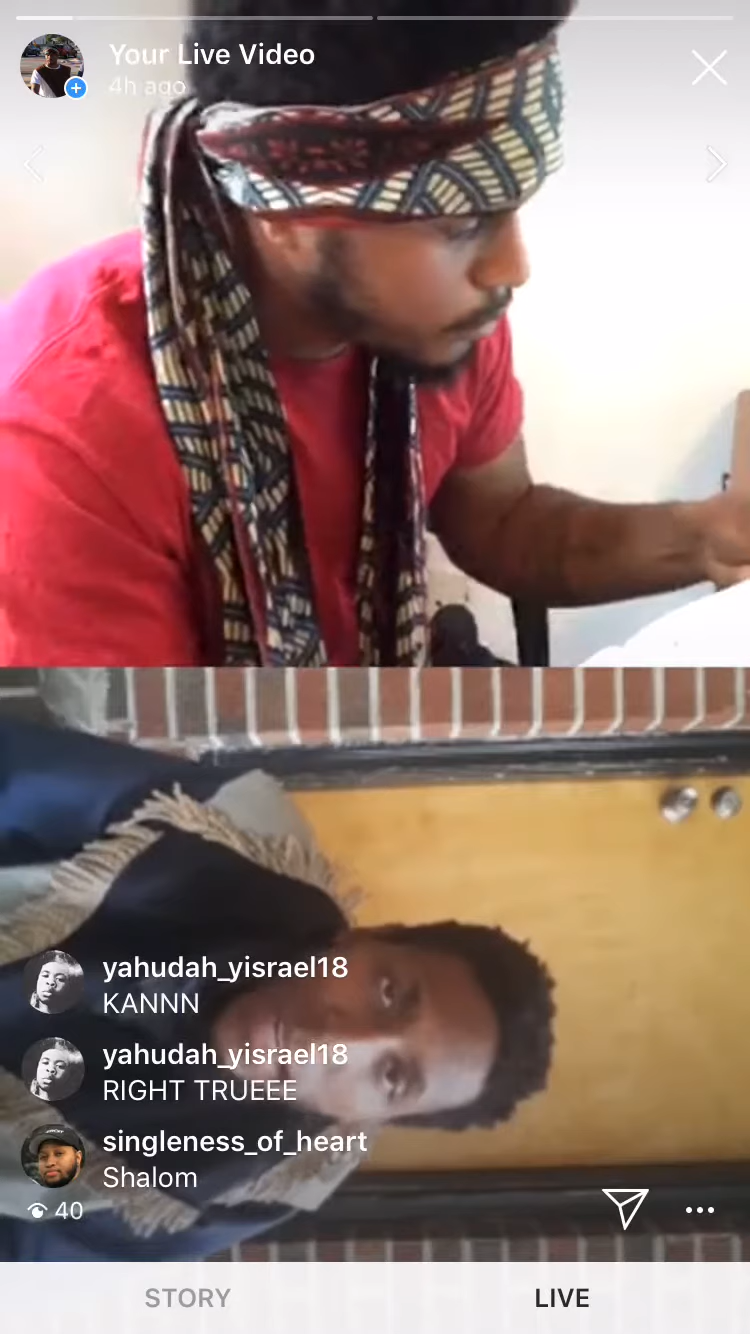 Your Live Video
4h ago
yahudah_yisrael18
KANNN
yahudah_yisrael18
RIGHT TRUEEE
singleness_of_heart
Shalom
40
STORY
LIVE